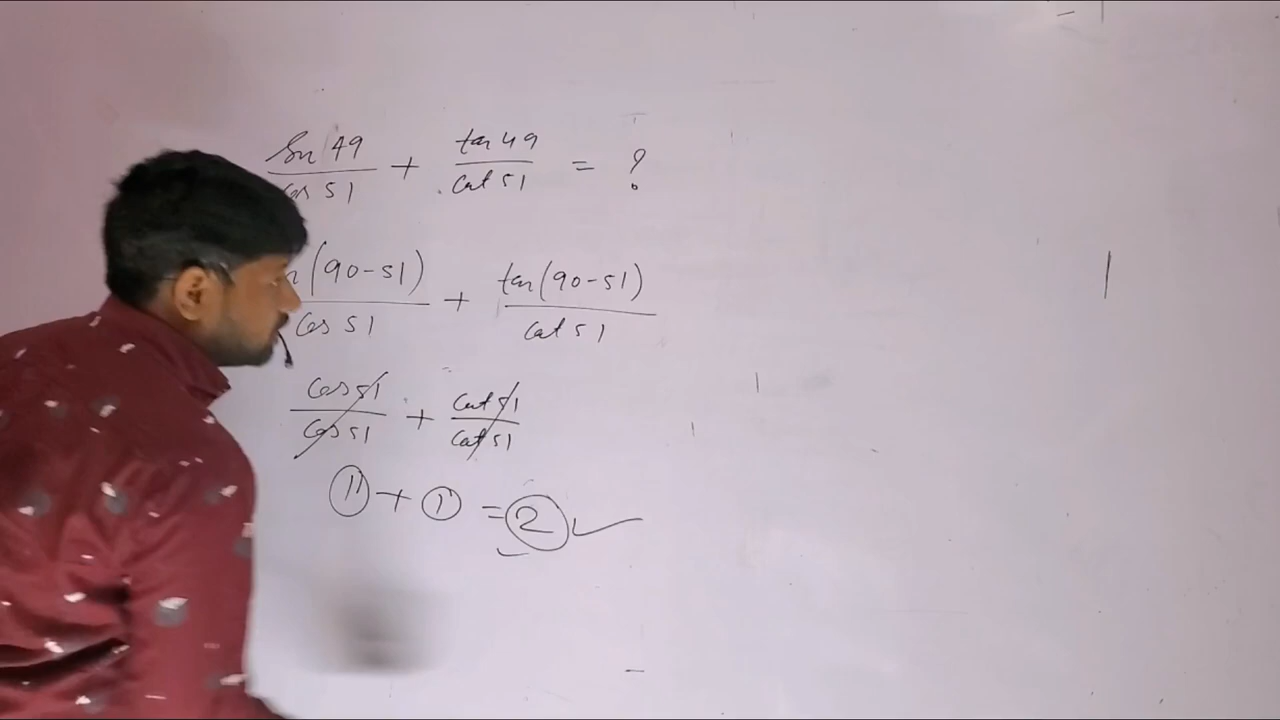 sin 49 / cos 51 + tan 49 / cot 51 = ?
(90-51) / cos 51 + tan (90-51) / cot 51
cos 51 / cos 51 + cot 51 / cot 51
1 + 1 = 2